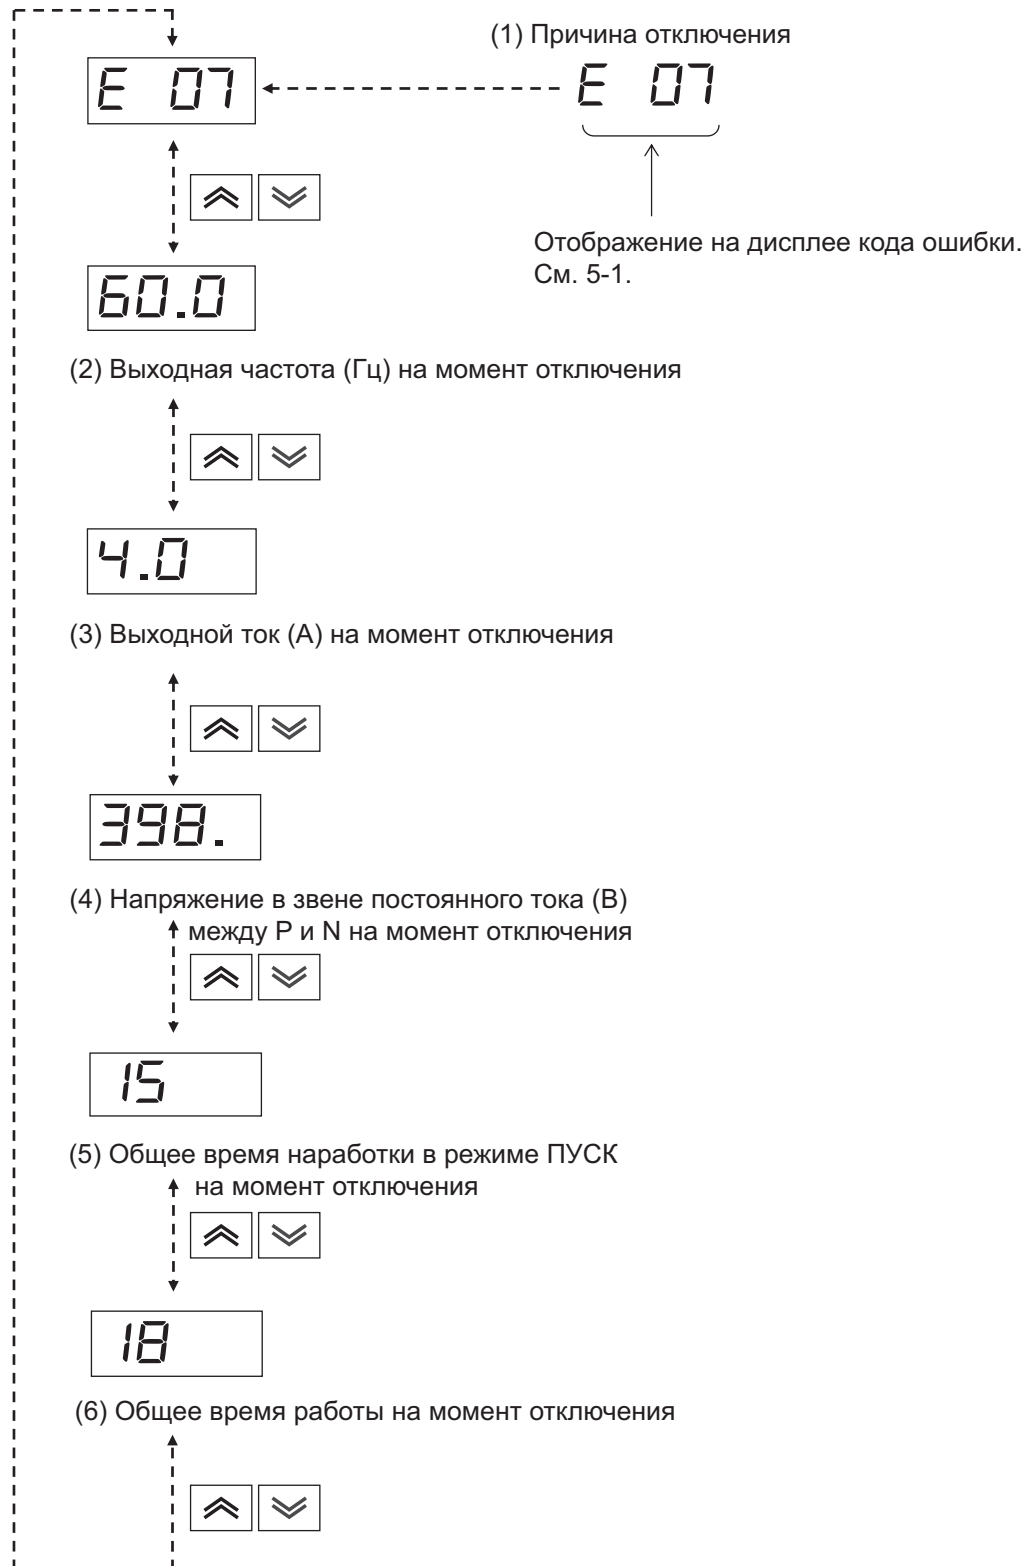 (1) Причина отключения
E 07
E 07
Отображение на дисплее кода ошибки.
См. 5-1.
60.0
(2) Выходная частота (Гц) на момент отключения
4.0
(3) Выходной ток (А) на момент отключения
398.
(4) Напряжение в звене постоянного тока (В)
между P и N на момент отключения
15
(5) Общее время наработки в режиме ПУСК
на момент отключения
18
(6) Общее время работы на момент отключения